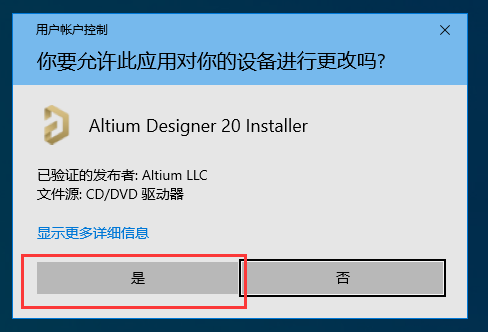 用户帐户控制
你要允许此应用对你的设备进行更改吗?
Altium Designer 20 Installer
已验证的发布者: Altium LLC
文件源: CD/DVD 驱动器
显示更多详细信息
是
否